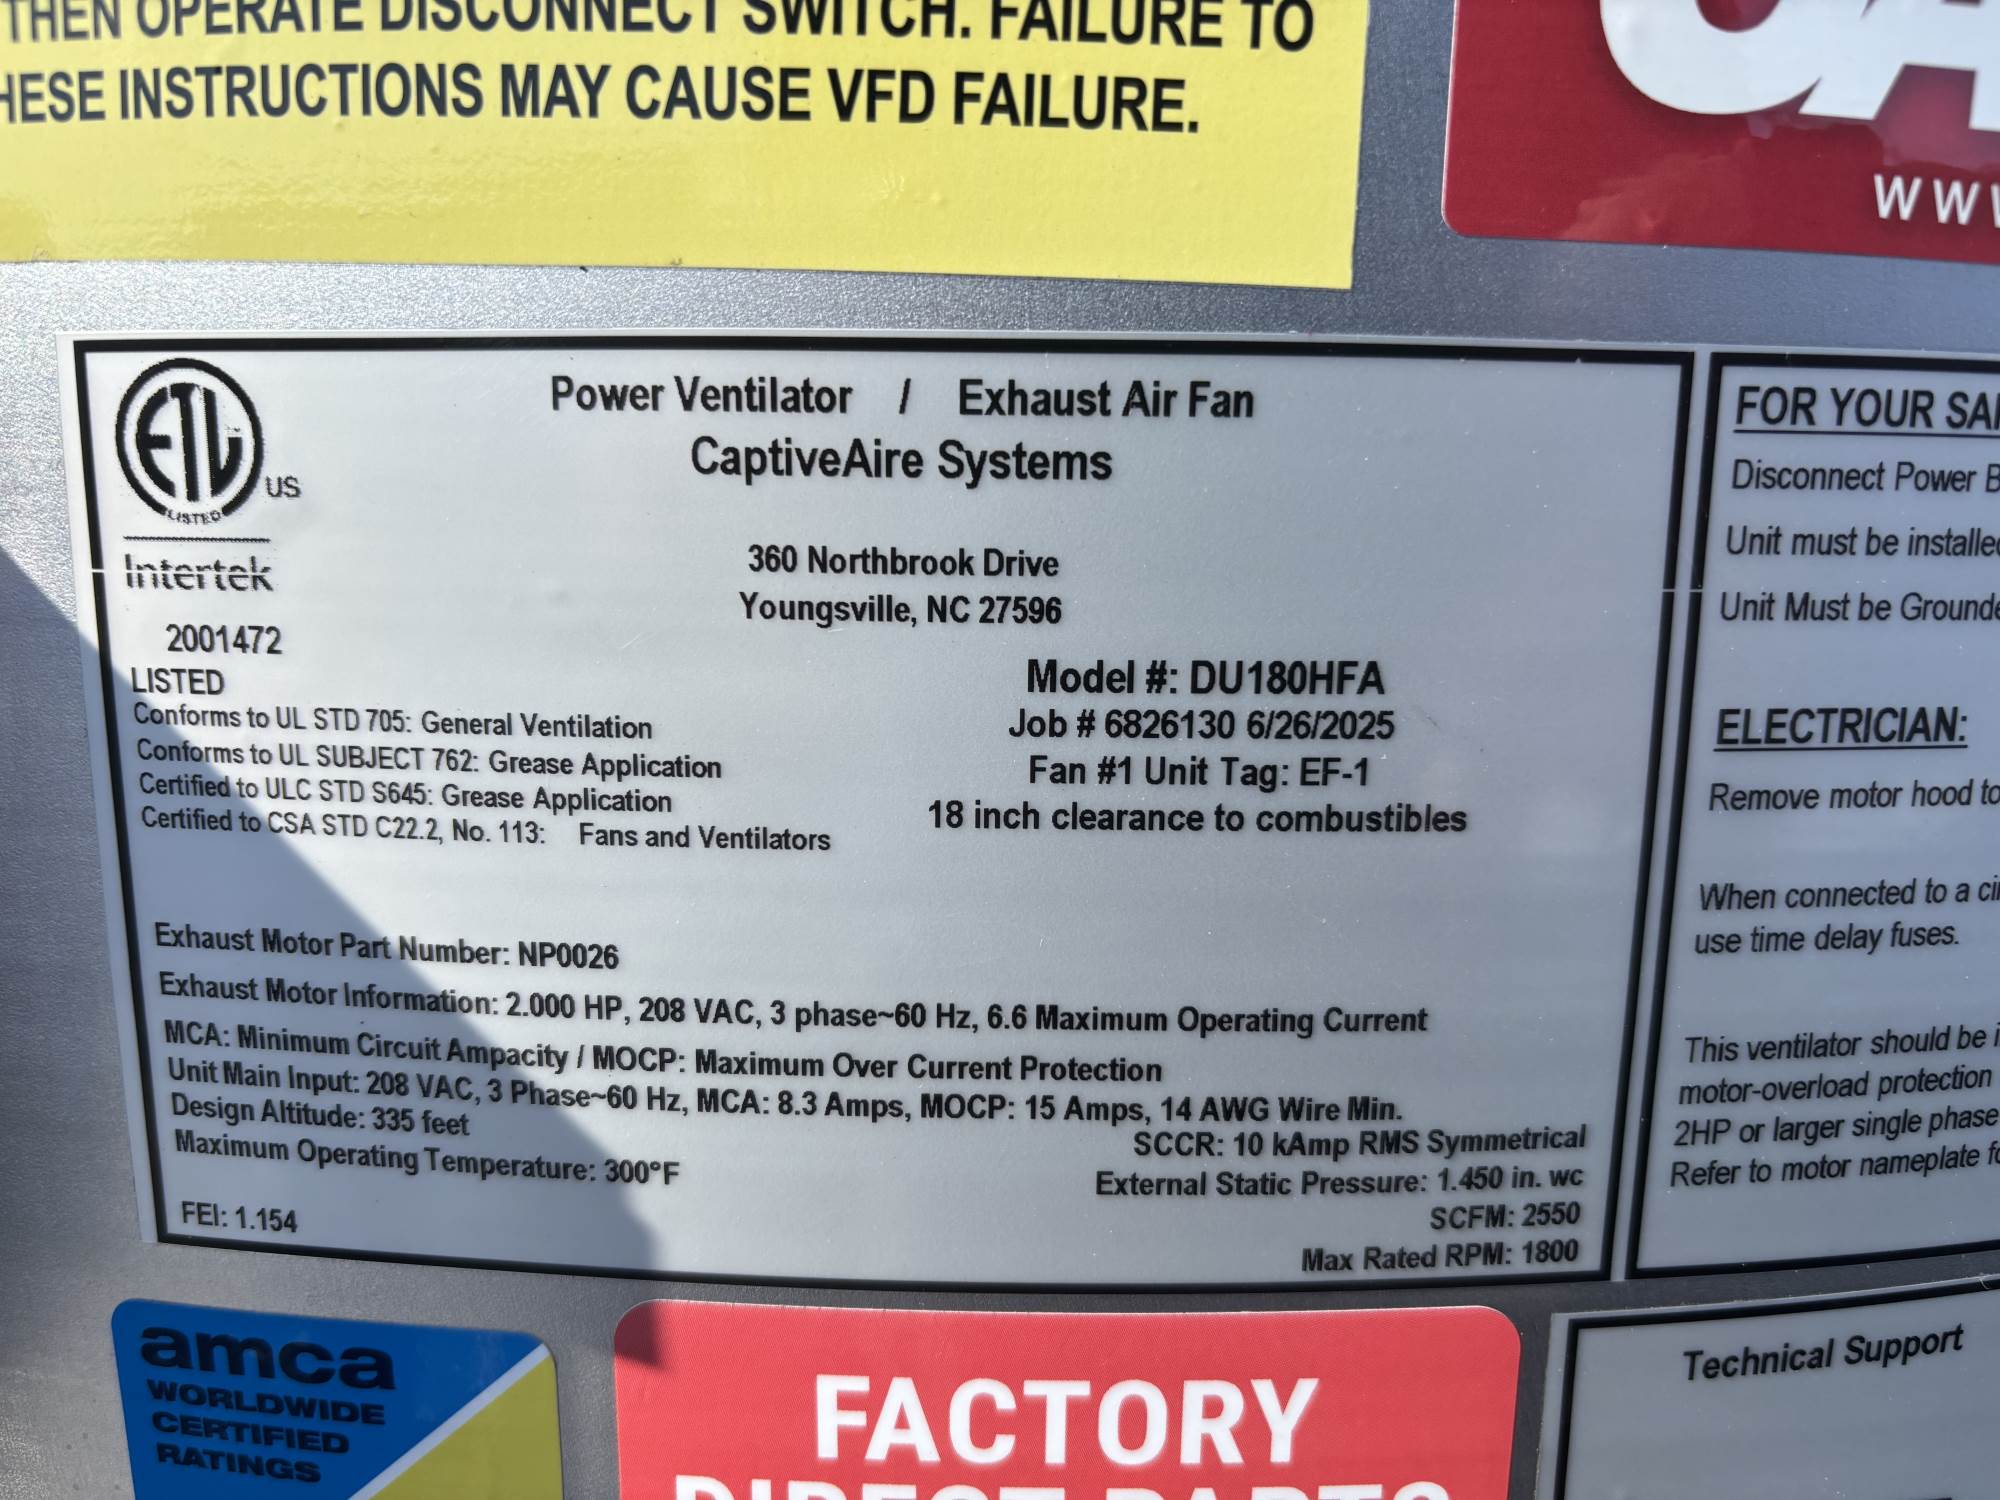 THEN OPERATE DISCONNECT SWITCH. FAILURE TO
HESE INSTRUCTIONS MAY CAUSE VFD FAILURE.
WW
ETL
LISTED
US
Intertek
2001472
LISTED
Conforms to UL STD 705: General Ventilation
Conforms to UL SUBJECT 762: Grease Application
Certified to ULC STD S645: Grease Application
Certified to CSA STD C22.2, No. 113: Fans and Ventilators
Power Ventilator / Exhaust Air Fan
CaptiveAire Systems
360 Northbrook Drive
Youngsville, NC 27596
Model #: DU180HFA
Job # 6826130 6/26/2025
Fan #1 Unit Tag: EF-1
18 inch clearance to combustibles
Exhaust Motor Part Number: NP0026
Exhaust Motor Information: 2.000 HP, 208 VAC, 3 phase~60 Hz, 6.6 Maximum Operating Current
MCA: Minimum Circuit Ampacity / MOCP: Maximum Over Current Protection
Unit Main Input: 208 VAC, 3 Phase~60 Hz, MCA: 8.3 Amps, MOCP: 15 Amps, 14 AWG Wire Min.
Design Altitude: 335 feet
SCCR: 10 kAmp RMS Symmetrical
Maximum Operating Temperature: 300°F
External Static Pressure: 1.450 in. wc
SCFM: 2550
FEI: 1.154
Max Rated RPM: 1800
FOR YOUR SA
Disconnect Power B
Unit must be installe
Unit Must be Grounde
ELECTRICIAN:
Remove motor hood to
When connected to a ci
use time delay fuses.
This ventilator should be i
motor-overload protection
2HP or larger single phase
Refer to motor nameplate fo
amca
WORLDWIDE
CERTIFIED
RATINGS
FACTORY
DIRECT PARTS
Technical Support